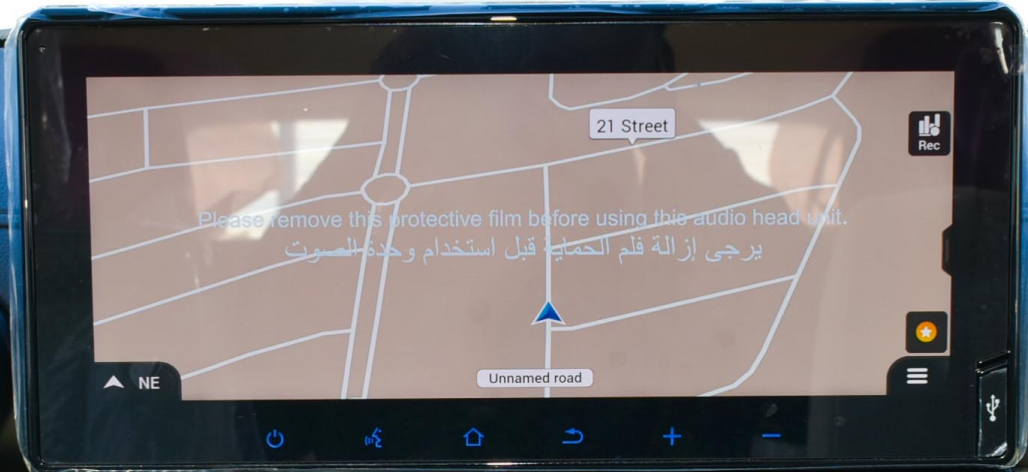 21 Street
Rec
Please remove this protective film before using this audio head unit.
يرجى إزالة فلم الحماية قبل استخدام وحدة الصوت
NE
Unnamed road